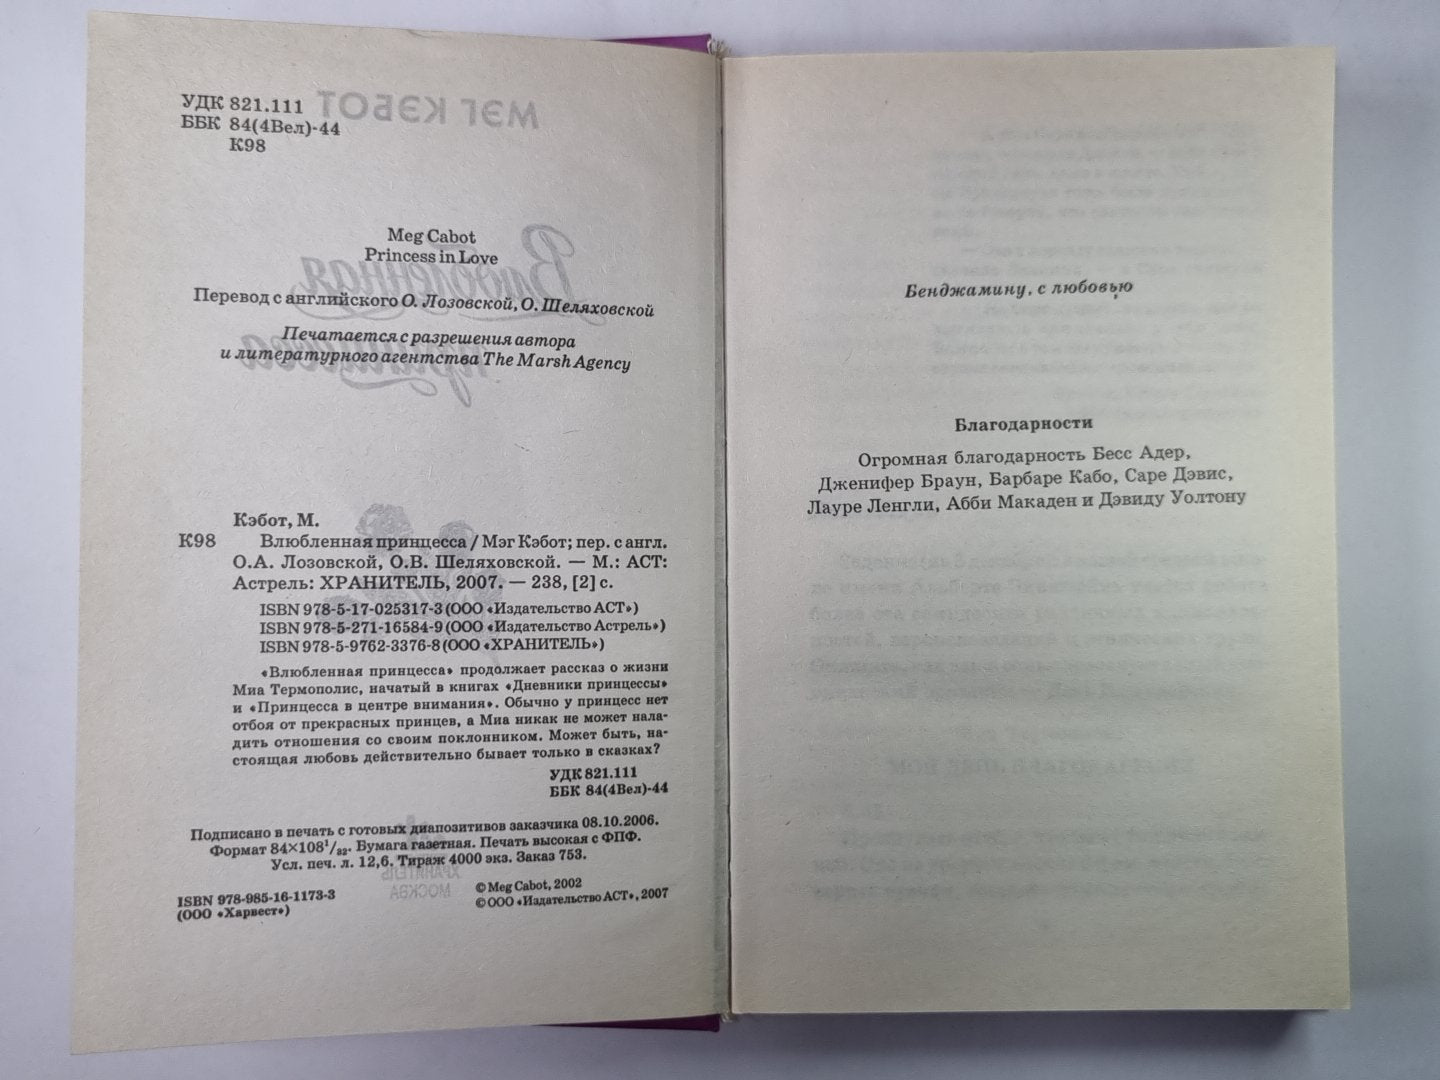 УДК 821.111
ББК 84(4Вел)-44
К98
МЭГ КЭБОТ
Meg Cabot
Princess in Love
Влюбленная
принцесса
Перевод с английского О. Лозовской, О. Шеляховской
Печатается с разрешения автора
и литературного агентства The Marsh Agency
Кэбот, М.
К98 Влюбленная принцесса / Мэг Кэбот; пер. с англ.
О.А. Лозовской, О.В. Шеляховской. — М.: АСТ:
Астрель: ХРАНИТЕЛЬ, 2007. — 238, [2] с.
ISBN 978-5-17-025317-3 (ООО «Издательство АСТ»)
ISBN 978-5-271-16584-9 (ООО «Издательство Астрель»)
ISBN 978-5-9762-3376-8 (ООО «ХРАНИТЕЛЬ»)
«Влюбленная принцесса» продолжает рассказ о жизни
Миа Термополис, начатый в книгах «Дневники принцессы»
и «Принцесса в центре внимания». Обычно у принцесс нет
отбоя от прекрасных принцев, а Миа никак не может нала-
дить отношения со своим поклонником. Может быть, на-
стоящая любовь действительно бывает только в сказках?
УДК 821.111
ББК 84(4Вел)-44
Подписано в печать с готовых диапозитивов заказчика 08.10.2006.
Формат 84×108¹/₃₂. Бумага газетная. Печать высокая с ФПФ.
Усл. печ. л. 12,6. Тираж 4000 экз. Заказ 753.
ХРАНИТЕЛЬ
МОСКВА
ISBN 978-985-16-1173-3
(ООО «Харвест»)
© Meg Cabot, 2002
© ООО «Издательство АСТ», 2007
Бенджамину, с любовью
Благодарности
Огромная благодарность Бесс Адер,
Дженифер Браун, Барбаре Кабо, Саре Дэвис,
Лауре Ленгли, Абби Макаден и Дэвиду Уолтону